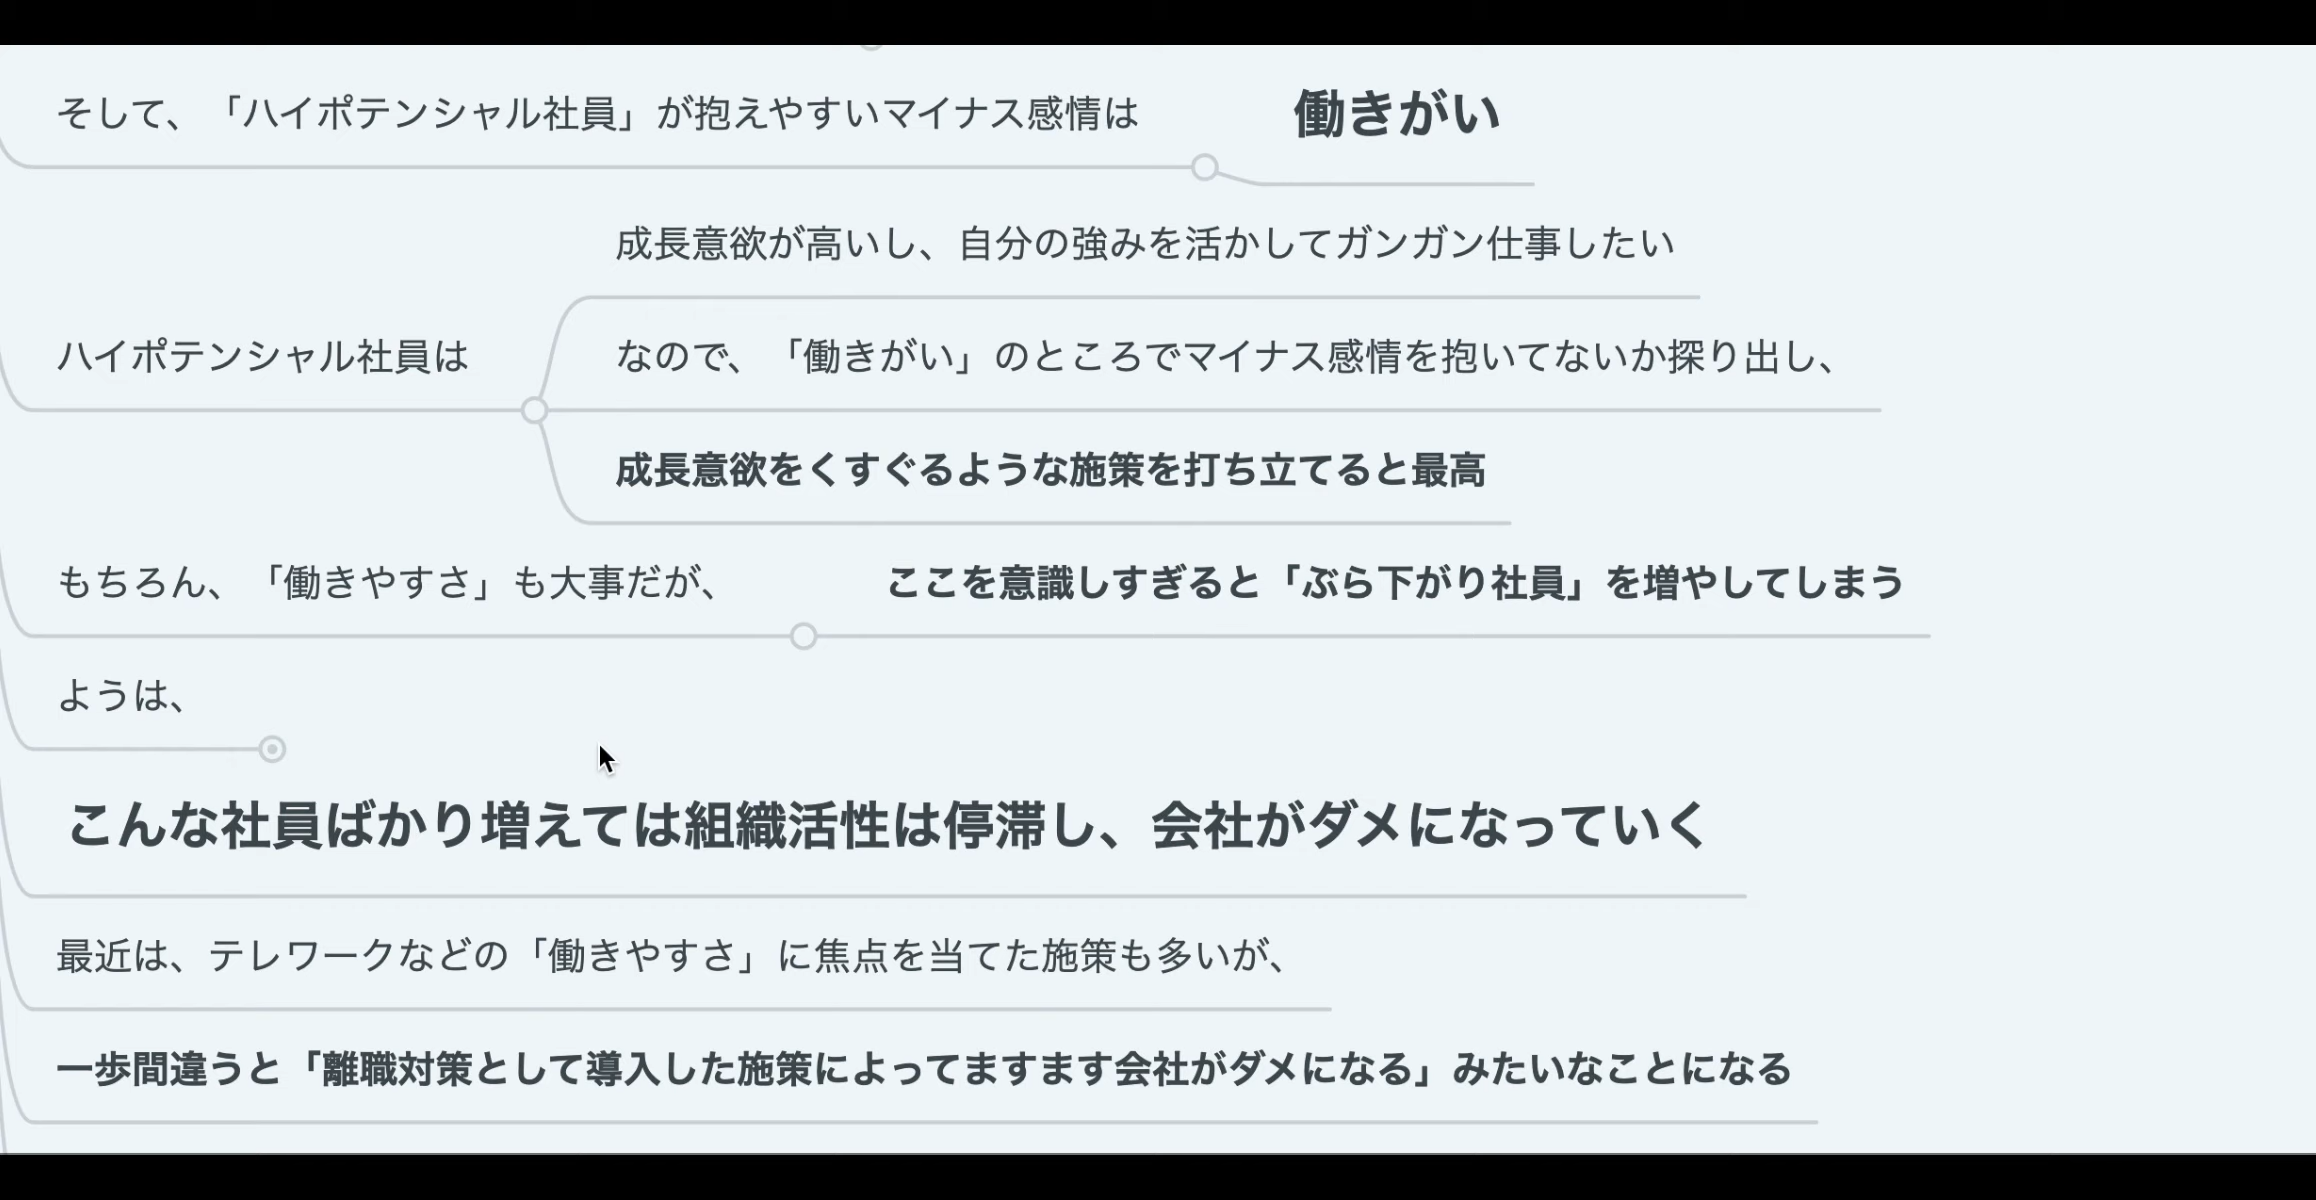 そして、「ハイポテンシャル社員」が抱えやすいマイナス感情は
働きがい
ハイポテンシャル社員は
成長意欲が高いし、自分の強みを活かしてガンガン仕事したい
なので、「働きがい」のところでマイナス感情を抱いてないか探り出し、
成長意欲をくすぐるような施策を打ち立てると最高
もちろん、「働きやすさ」も大事だが、
ここを意識しすぎると「ぶら下がり社員」を増やしてしまう
ようは、
こんな社員ばかり増えては組織活性は停滞し、会社がダメになっていく
最近は、テレワークなどの「働きやすさ」に焦点を当てた施策も多いが、
一歩間違うと「離職対策として導入した施策によってますます会社がダメになる」みたいなことになる